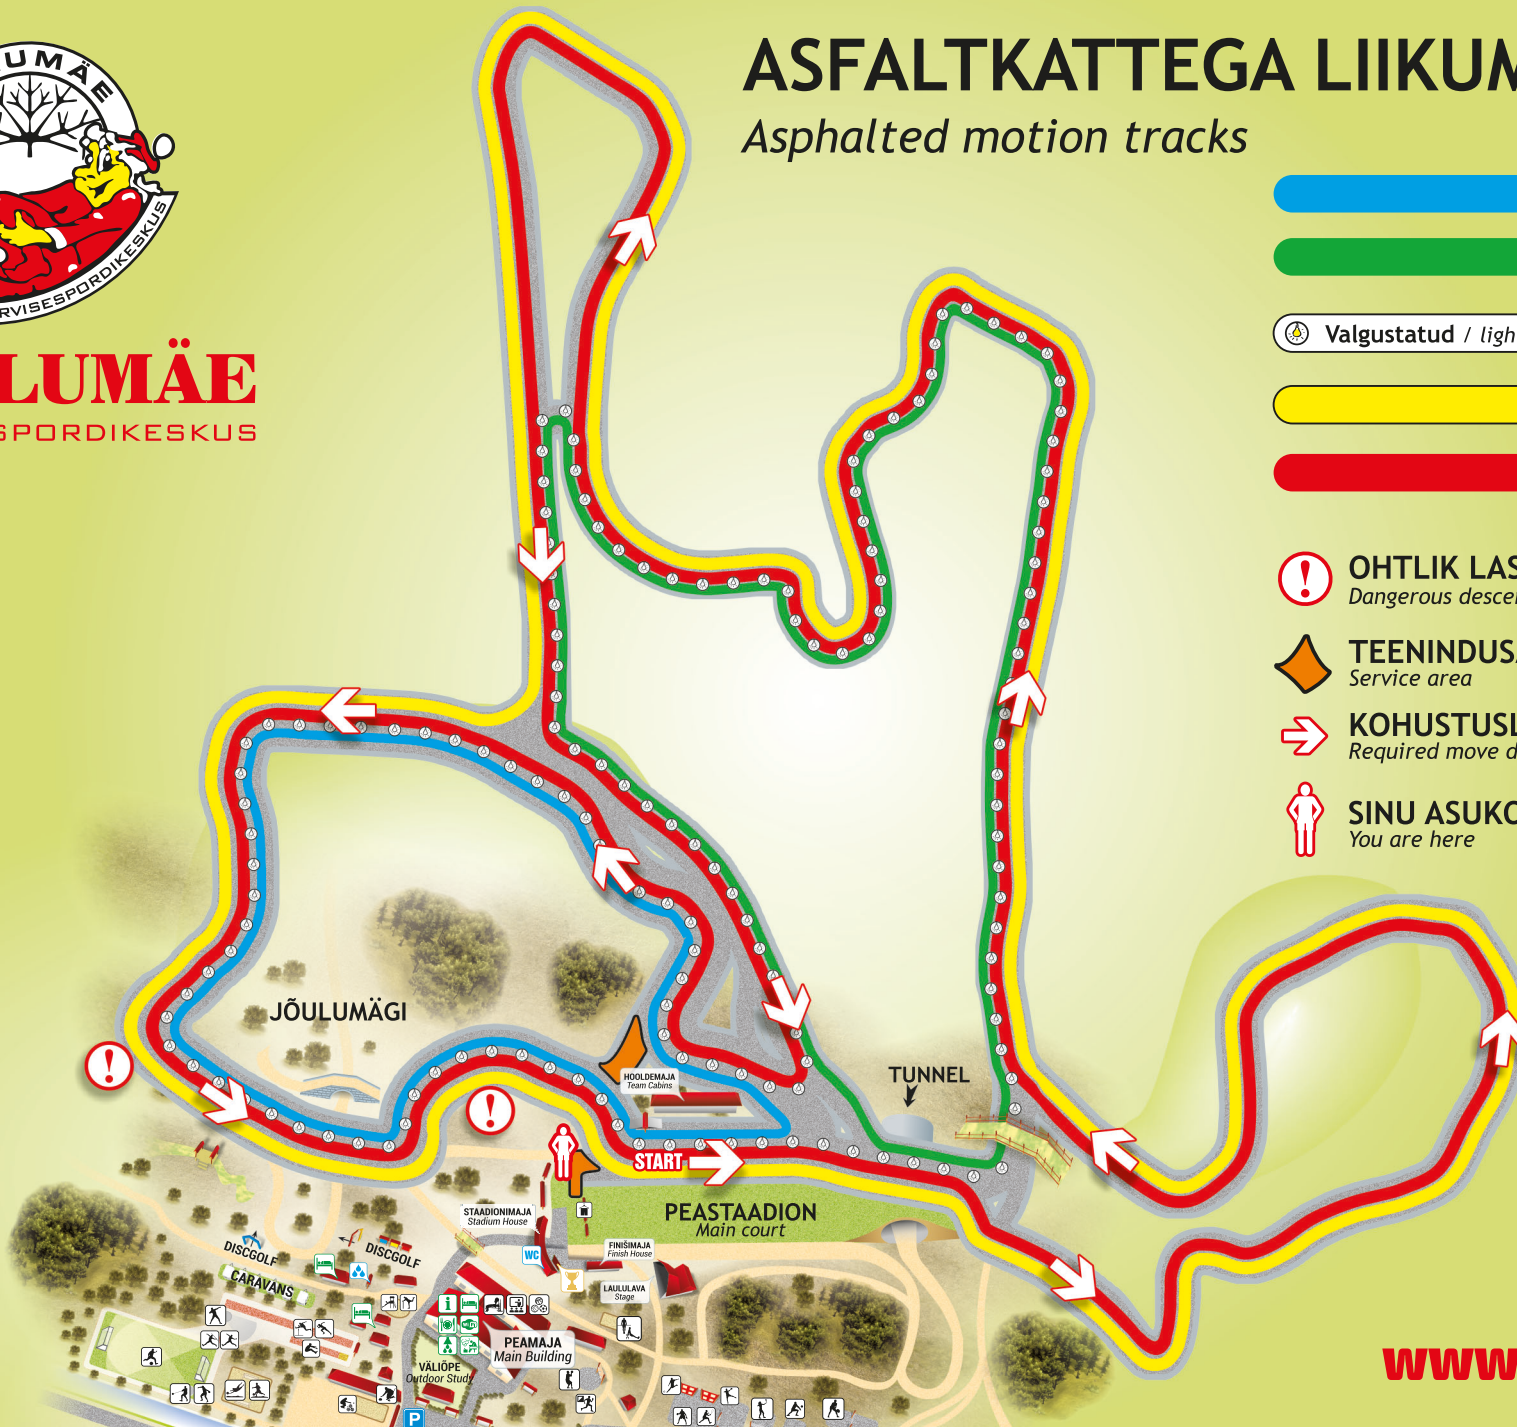 UMÄE
RVISESPORDIKESKUS
LUMÄE
SPORDIKESKUS
ASFALTKATTEGA LIIKUM
Asphalted motion tracks
Valgustatud / ligh
! OHTLIK LAS
Dangerous desce
TEENINDUS
Service area
KOHUSTUSL
Required move d
SINU ASUKO
You are here
JÕULUMÄGI
!
!
HOOLDEMAJA
Team Cabins
TUNNEL
START
PEASTAADION
Main court
STAADIONIMAJA
Stadium House
WC
FINIŠIMAJA
Finish House
LAULULAVA
Stage
DISCGOLF
DISCGOLF
CARAVANS
i
WiFi
PEAMAJA
Main Building
VÄLIÕPE
Outdoor Study
P
www